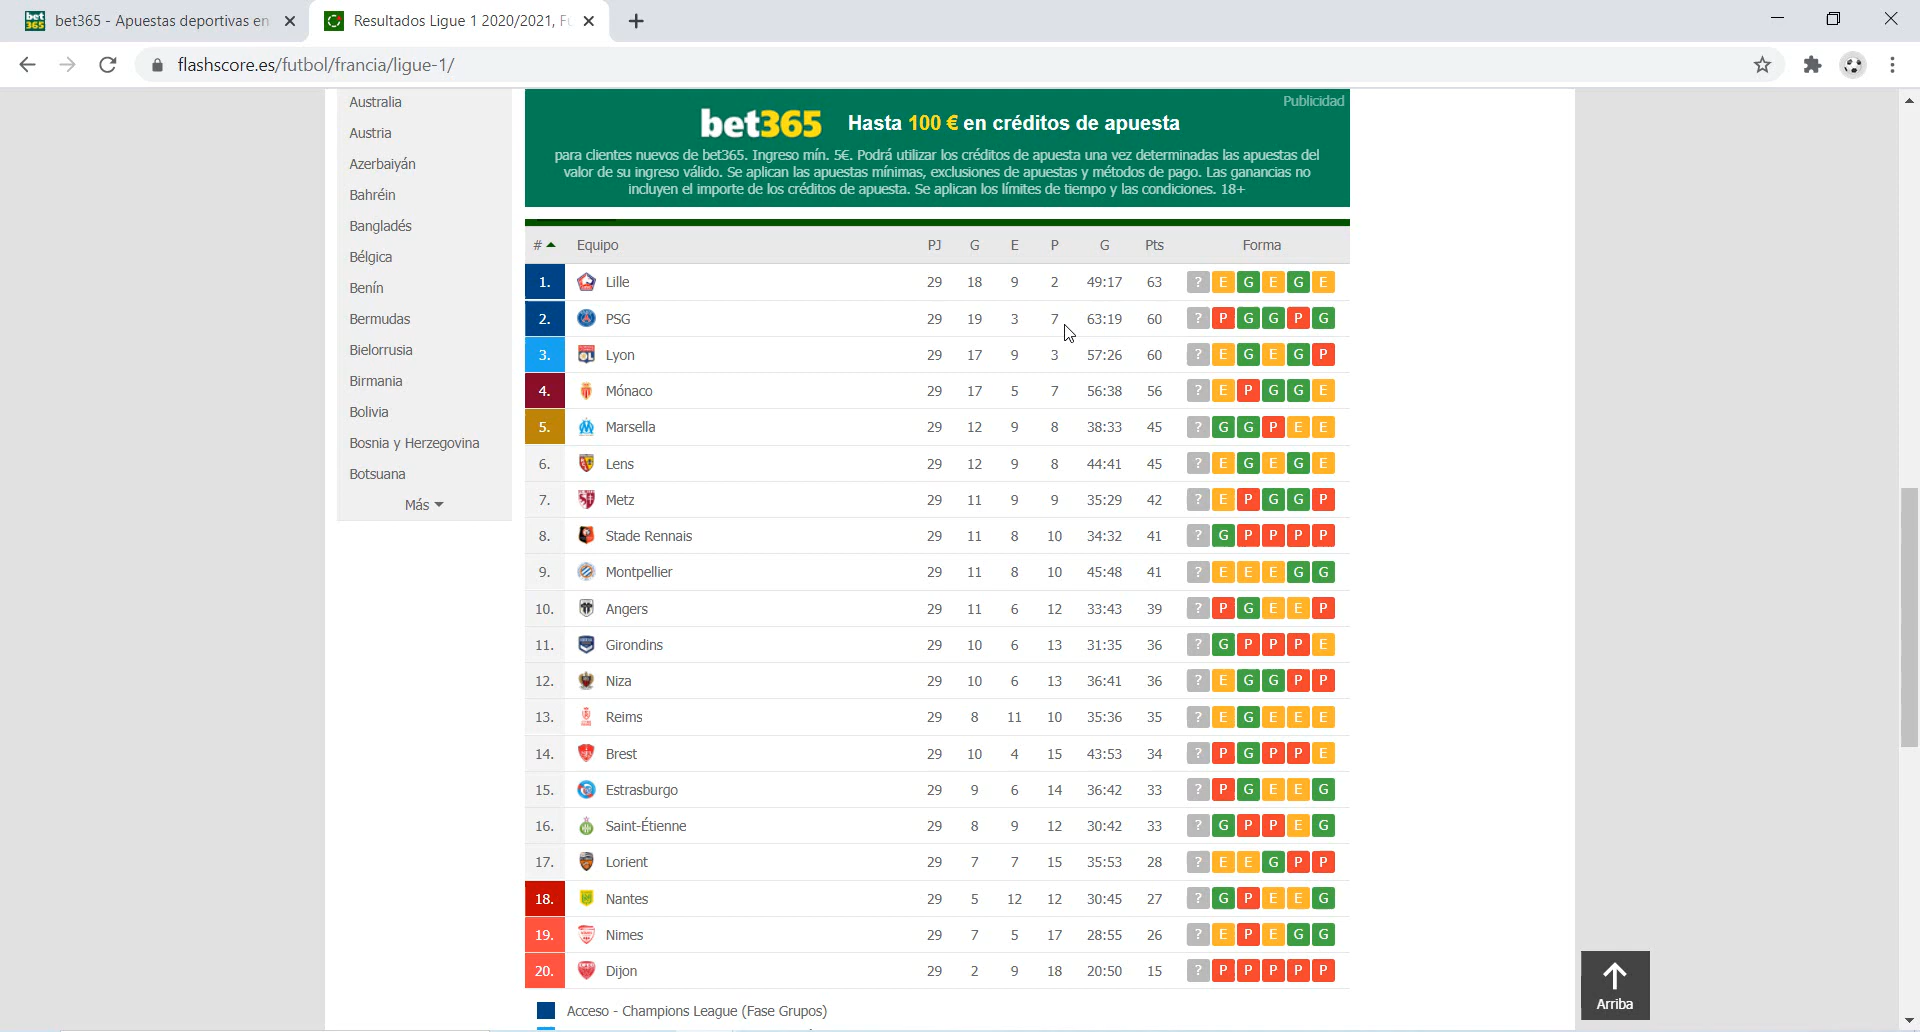 bet365 - Apuestas deportivas en
Resultados Ligue 1 2020/2021, Fú
flashscore.es/futbol/francia/ligue-1/
Australia
Austria
Azerbaiyán
Bahréin
Bangladés
Bélgica
Benín
Bermudas
Bielorrusia
Birmania
Bolivia
Bosnia y Herzegovina
Botsuana
Más
Publicidad
bet365 Hasta 100 € en créditos de apuesta
para clientes nuevos de bet365. Ingreso mín. 5€. Podrá utilizar los créditos de apuesta una vez determinadas las apuestas del
valor de su ingreso válido. Se aplican las apuestas mínimas, exclusiones de apuestas y métodos de pago. Las ganancias no
incluyen el importe de los créditos de apuesta. Se aplican los límites de tiempo y las condiciones. 18+
# Equipo PJ G E P G Pts Forma
1. Lille 29 18 9 2 49:17 63 ? E G E G E
2. PSG 29 19 3 7 63:19 60 ? P G G P G
3. Lyon 29 17 9 3 57:26 60 ? E G E G P
4. Mónaco 29 17 5 7 56:38 56 ? E P G G E
5. Marsella 29 12 9 8 38:33 45 ? G G P E E
6. Lens 29 12 9 8 44:41 45 ? E G E G E
7. Metz 29 11 9 9 35:29 42 ? E P G G P
8. Stade Rennais 29 11 8 10 34:32 41 ? G P P P P
9. Montpellier 29 11 8 10 45:48 41 ? E E E G G
10. Angers 29 11 6 12 33:43 39 ? P G E E P
11. Girondins 29 10 6 13 31:35 36 ? G P P P E
12. Niza 29 10 6 13 36:41 36 ? E G G P P
13. Reims 29 8 11 10 35:36 35 ? E G E E E
14. Brest 29 10 4 15 43:53 34 ? P G P P E
15. Estrasburgo 29 9 6 14 36:42 33 ? P G E E G
16. Saint-Étienne 29 8 9 12 30:42 33 ? G P P E G
17. Lorient 29 7 7 15 35:53 28 ? E E G P P
18. Nantes 29 5 12 12 30:45 27 ? G P E E G
19. Nimes 29 7 5 17 28:55 26 ? E P E G G
20. Dijon 29 2 9 18 20:50 15 ? P P P P P
Acceso - Champions League (Fase Grupos)
Arriba